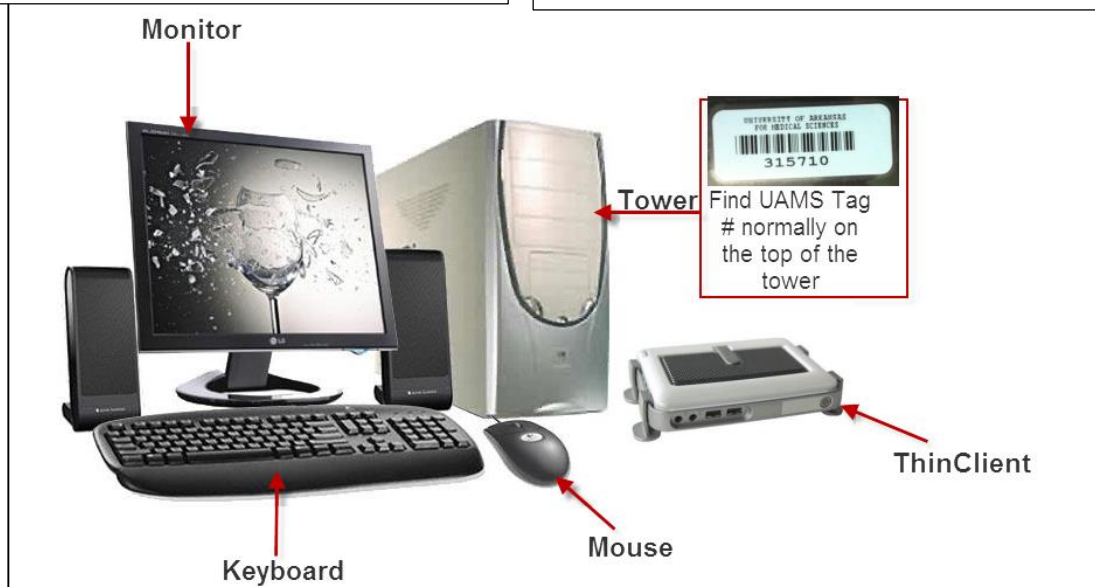 Monitor
UNIVERSITY OF ARKANSAS
FOR MEDICAL SCIENCES
315710
Tower
Find UAMS Tag
# normally on
the top of the
tower
LG
ThinClient
Mouse
Keyboard